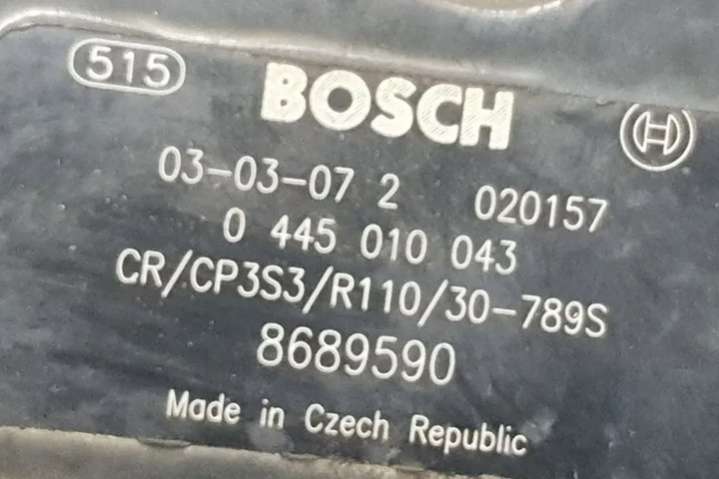 515 BOSCH
03-03-07 2 020157
0 445 010 043
CR/CP3S3/R110/30-789S
8689590
Made in Czech Republic